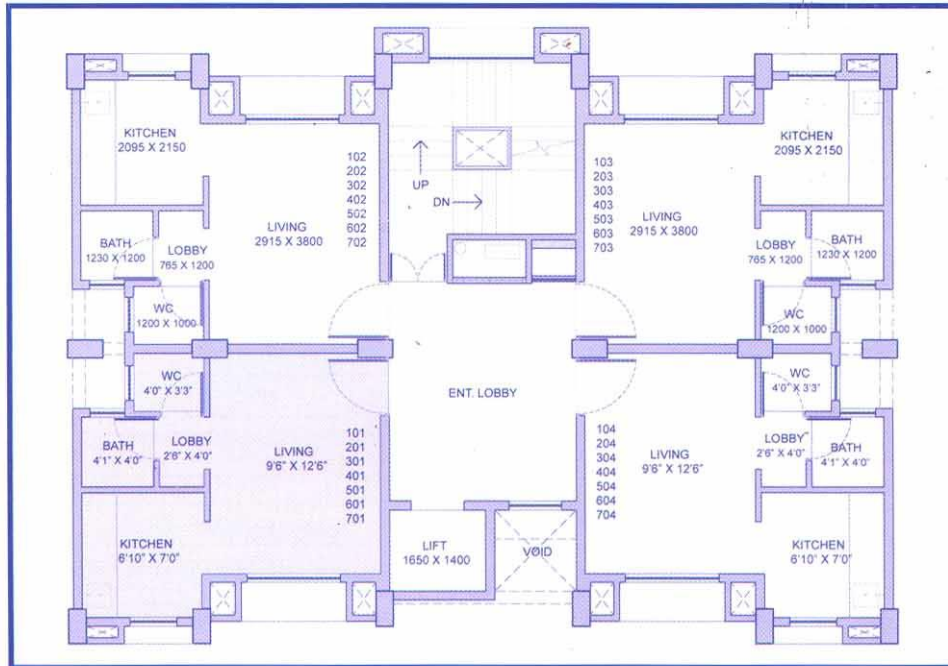 KITCHEN
2095 X 2150
LIVING
2915 X 3800
102
202
302
402
502
602
702
BATH
1230 X 1200
LOBBY
765 X 1200
WC
1200 X 1000
UP
DN
103
203
303
403
503
603
703
LIVING
2915 X 3800
KITCHEN
2095 X 2150
LOBBY
765 X 1200
BATH
1230 X 1200
WC
1200 X 1000
ENT. LOBBY
WC
4'0" X 3'3"
BATH
4'1" X 4'0"
LOBBY
2'6" X 4'0"
LIVING
9'6" X 12'6"
101
201
301
401
501
601
701
KITCHEN
6'10" X 7'0"
LIFT
1650 X 1400
VOID
104
204
304
404
504
604
704
LIVING
9'6" X 12'6"
WC
4'0" X 3'3"
LOBBY
2'6" X 4'0"
BATH
4'1" X 4'0"
KITCHEN
6'10" X 7'0"